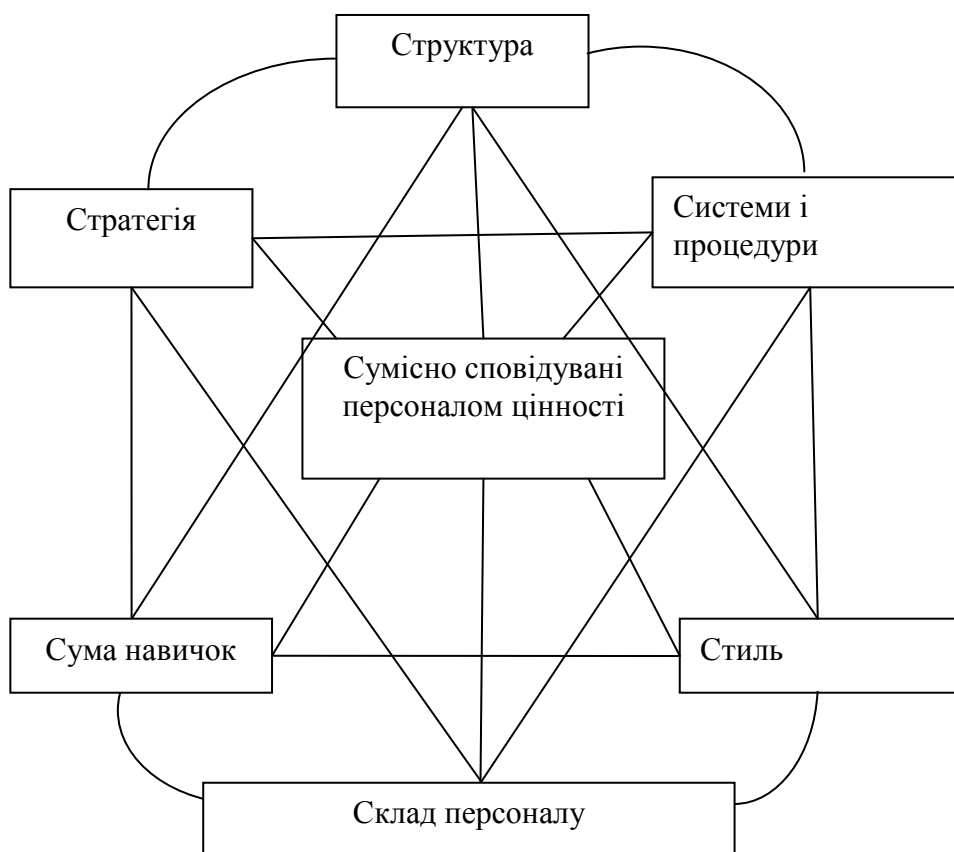 Структура
Стратегія
Системи і
процедури
Сумісно сповідувані
персоналом цінності
Сума навичок
Стиль
Склад персоналу